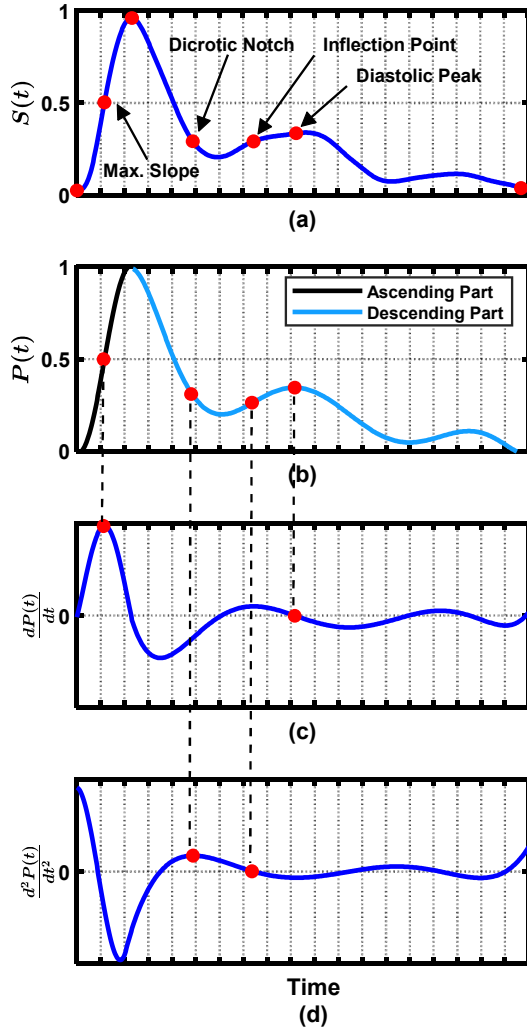 1
Dicrotic Notch
Inflection Point
Diastolic Peak
S(t)
0.5
Max. Slope
0
(a)
1
Ascending Part
Descending Part
P(t)
0.5
0
(b)
dP(t)/dt
0
(c)
d²P(t)/dt²
0
Time
(d)